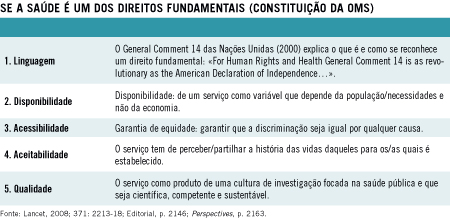 SE A SAÚDE É UM DOS DIREITOS FUNDAMENTAIS (CONSTITUIÇÃO DA OMS)
1. Linguagem
O General Comment 14 das Nações Unidas (2000) explica o que é e como se reconhece
um direito fundamental: «For Human Rights and Health General Comment 14 is as revo-
lutionary as the American Declaration of Independence…».
2. Disponibilidade
Disponibilidade: de um serviço como variável que depende da população/necessidades e
não da economia.
3. Acessibilidade
Garantia de equidade: garantir que a discriminação seja igual por qualquer causa.
4. Aceitabilidade
O serviço tem de perceber/partilhar a história das vidas daqueles para os/as quais é
estabelecido.
5. Qualidade
O serviço como produto de uma cultura de investigação focada na saúde pública e que
seja científica, competente e sustentável.
Fonte: Lancet, 2008; 371: 2213-18; Editorial, p. 2146; Perspectives, p. 2163.